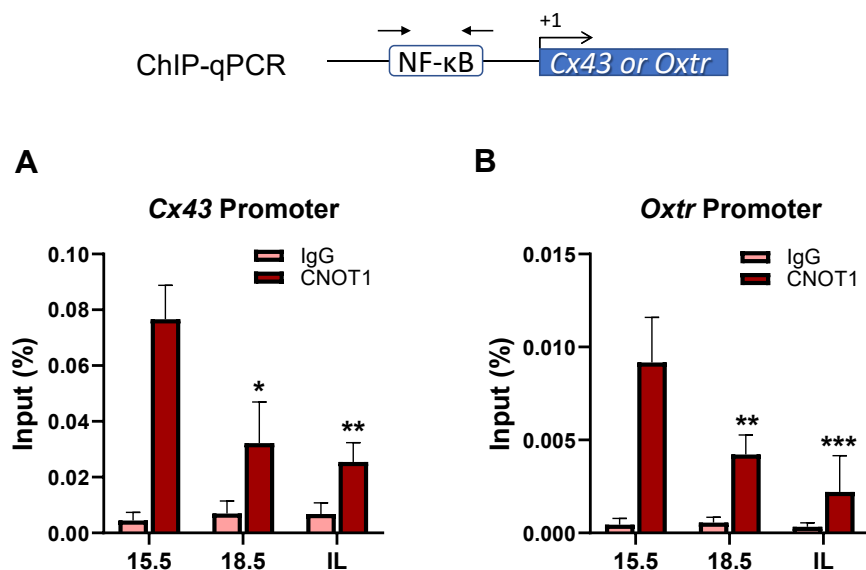 +1
ChIP-qPCR
NF-κB
Cx43 or Oxtr
A
B
Cx43 Promoter
Oxtr Promoter
IgG
CNOT1
IgG
CNOT1
Input (%)
0.10
0.08
0.06
0.04
0.02
0.00
*
**
15.5
18.5
IL
Input (%)
0.015
0.010
0.005
0.000
**
***
15.5
18.5
IL